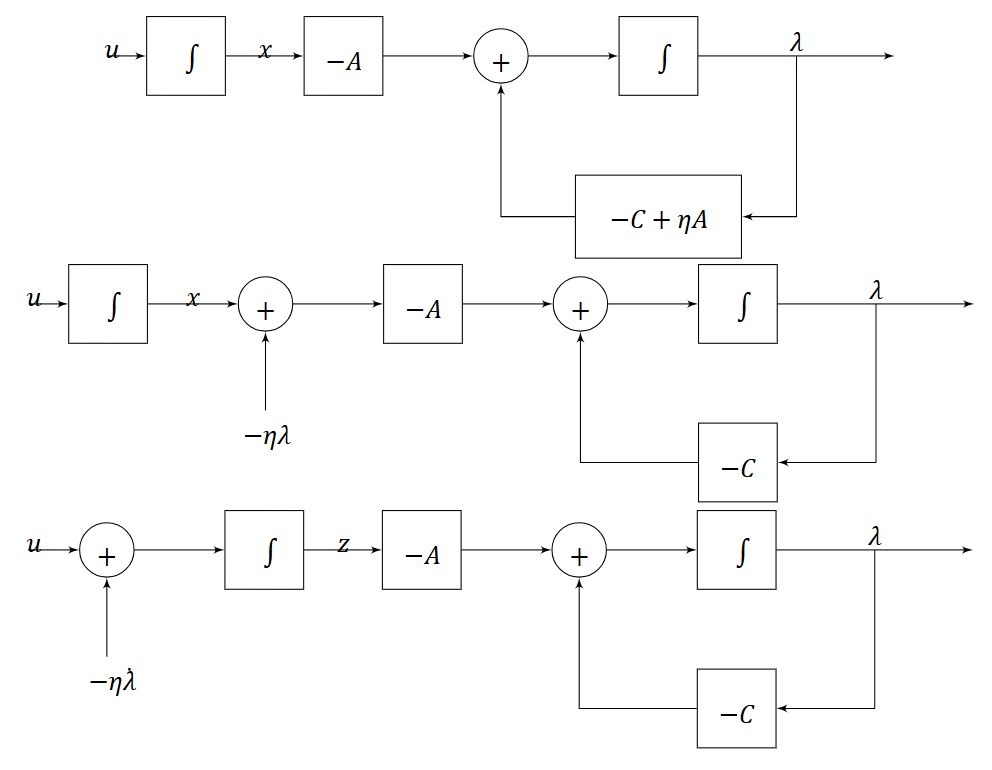 u ∫ x −A + ∫ λ
−C + ηA
u ∫ x + −A + ∫ λ
−ηλ
−C
u + ∫ z −A + ∫ λ
−ηλ̇
−C